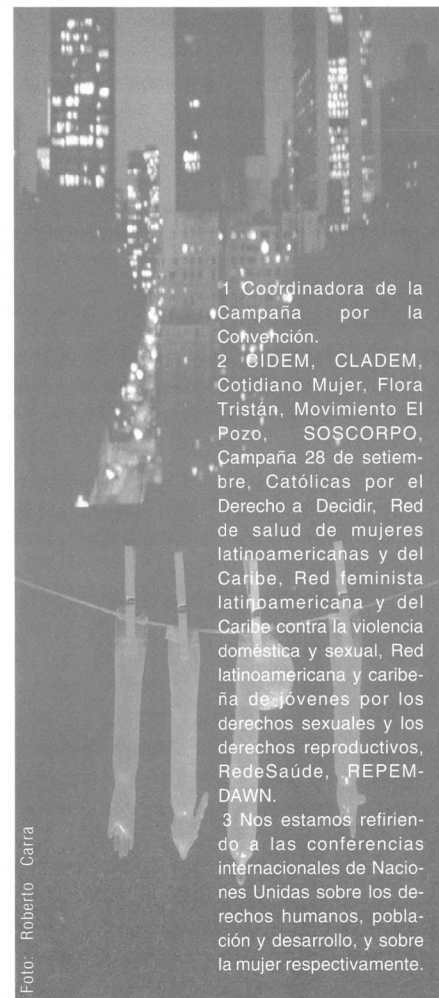 1 Coordinadora de la
Campaña por la
Convención.
2 CIDEM, CLADEM,
Cotidiano Mujer, Flora
Tristán, Movimiento El
Pozo, SOSCORPO,
Campaña 28 de setiem-
bre, Católicas por el
Derecho a Decidir, Red
de salud de mujeres
latinoamericanas y del
Caribe, Red feminista
latinoamericana y del
Caribe contra la violencia
doméstica y sexual, Red
latinoamericana y caribe-
ña de jóvenes por los
derechos sexuales y los
derechos reproductivos,
RedeSaúde, REPEM-
DAWN.
3 Nos estamos refirien-
do a las conferencias
internacionales de Nacio-
nes Unidas sobre los de-
rechos humanos, pobla-
ción y desarrollo, y sobre
la mujer respectivamente.
Foto: Roberto Carra